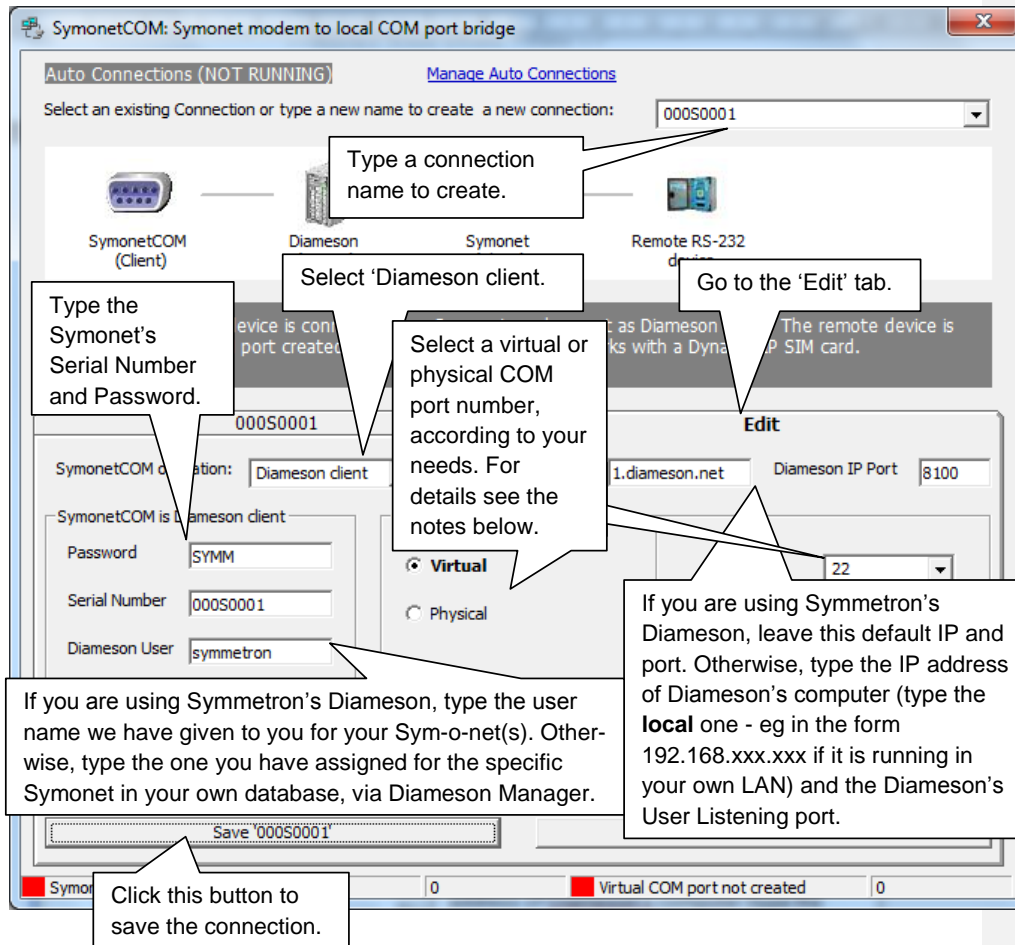 SymonetCOM: Symonet modem to local COM port bridge
Auto Connections (NOT RUNNING)
Manage Auto Connections
Select an existing Connection or type a new name to create a new connection:
000S0001
Type a connection
name to create.
SymonetCOM
(Client)
Diameson
Symonet
Remote RS-232
Select 'Diameson client.
Go to the 'Edit' tab.
Type the
Symonet's
Serial Number
and Password.
evice is conn
as Diameson
The remote device is
port created
ks with a Dyna
P SIM card.
Select a virtual or
physical COM
port number,
according to your
needs. For
details see the
notes below.
000S0001
Edit
SymonetCOM o
ation:
Diameson client
1.diameson.net
Diameson IP Port
8100
SymonetCOM is D
ameson client
Password
SYMM
Virtual
22
Serial Number
000S0001
Physical
Diameson User
symmetron
If you are using Symmetron's
Diameson, leave this default IP and
port. Otherwise, type the IP address
of Diameson's computer (type the
local one - eg in the form
192.168.xxx.xxx if it is running in
your own LAN) and the Diameson's
User Listening port.
If you are using Symmetron's Diameson, type the user
name we have given to you for your Sym-o-net(s). Other-
wise, type the one you have assigned for the specific
Symonet in your own database, via Diameson Manager.
Save '000S0001'
Symo
0
Virtual COM port not created
0
Click this button to
save the connection.